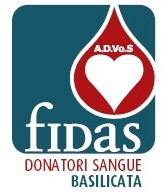 A.D.Vo.S
fidas
DONATORI SANGUE
BASILICATA